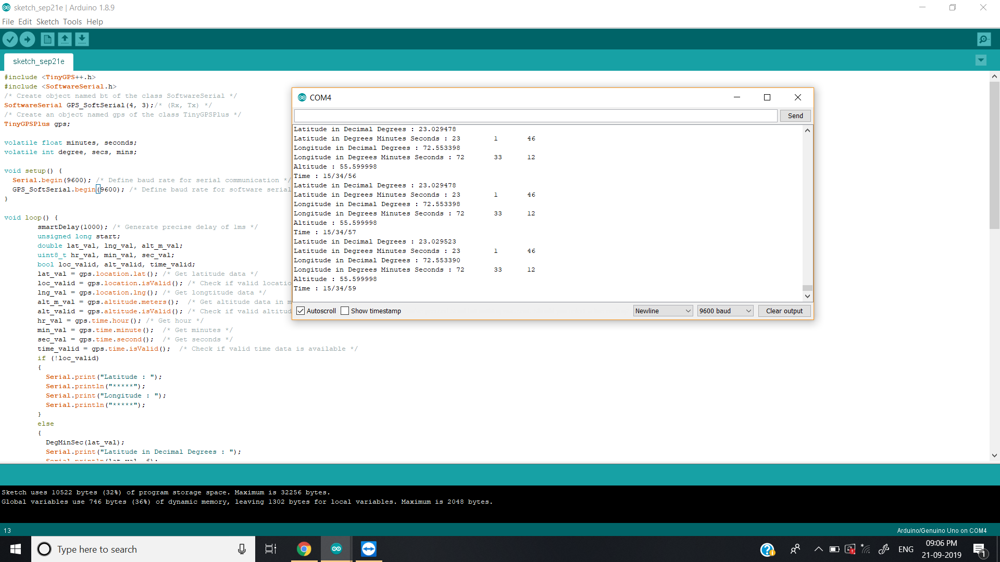 sketch_sep21e | Arduino 1.8.9
File Edit Sketch Tools Help
sketch_sep21e
#include <TinyGPS++.h>
#include <SoftwareSerial.h>
/* Create object named bt of the class SoftwareSerial */
SoftwareSerial GPS_SoftSerial(4, 3);/* (Rx, Tx) */
/* Create an object named gps of the class TinyGPSPlus */
TinyGPSPlus gps;
volatile float minutes, seconds;
volatile int degree, secs, mins;
void setup() {
Serial.begin(9600); /* Define baud rate for serial communication */
GPS_SoftSerial.begin(9600); /* Define baud rate for software serial
}
void loop() {
smartDelay(1000); /* Generate precise delay of 1ms */
unsigned long start;
double lat_val, lng_val, alt_m_val;
uint8_t hr_val, min_val, sec_val;
bool loc_valid, alt_valid, time_valid;
lat_val = gps.location.lat(); /* Get latitude data */
loc_valid = gps.location.isValid(); /* Check if valid locatio
lng_val = gps.location.lng(); /* Get longtitude data */
alt_m_val = gps.altitude.meters();  /* Get altitude data in m
alt_valid = gps.altitude.isValid(); /* Check if valid altitud
hr_val = gps.time.hour(); /* Get hour */
min_val = gps.time.minute();  /* Get minutes */
sec_val = gps.time.second();  /* Get seconds */
time_valid = gps.time.isValid();  /* Check if valid time data is available */
if (!loc_valid)
{
Serial.print("Latitude : ");
Serial.println("*****");
Serial.print("Longitude : ");
Serial.println("*****");
}
else
{
DegMinSec(lat_val);
Serial.print("Latitude in Decimal Degrees : ");
Serial.println(lat_val, 6);
COM4
Send
Latitude in Decimal Degrees : 23.029478
Latitude in Degrees Minutes Seconds : 23 1 46
Longitude in Decimal Degrees : 72.553398
Longitude in Degrees Minutes Seconds : 72 33 12
Altitude : 55.599998
Time : 15/34/56
Latitude in Decimal Degrees : 23.029478
Latitude in Degrees Minutes Seconds : 23 1 46
Longitude in Decimal Degrees : 72.553398
Longitude in Degrees Minutes Seconds : 72 33 12
Altitude : 55.599998
Time : 15/34/57
Latitude in Decimal Degrees : 23.029523
Latitude in Degrees Minutes Seconds : 23 1 46
Longitude in Decimal Degrees : 72.553390
Longitude in Degrees Minutes Seconds : 72 33 12
Altitude : 55.599998
Time : 15/34/59
Autoscroll Show timestamp Newline 9600 baud Clear output
Sketch uses 10522 bytes (32%) of program storage space. Maximum is 32256 bytes.
Global variables use 746 bytes (36%) of dynamic memory, leaving 1302 bytes for local variables. Maximum is 2048 bytes.
13 Arduino/Genuino Uno on COM4
Type here to search
ENG
09:06 PM
21-09-2019
1